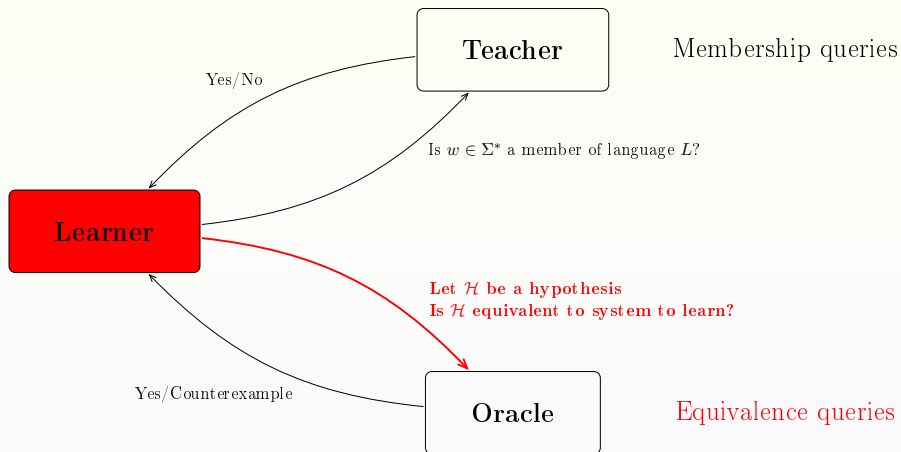 Teacher
Membership queries
Yes/No
Is w ∈ Σ* a member of language L?
Learner
Let ℋ be a hypothesis
Is ℋ equivalent to system to learn?
Yes/Counterexample
Oracle
Equivalence queries